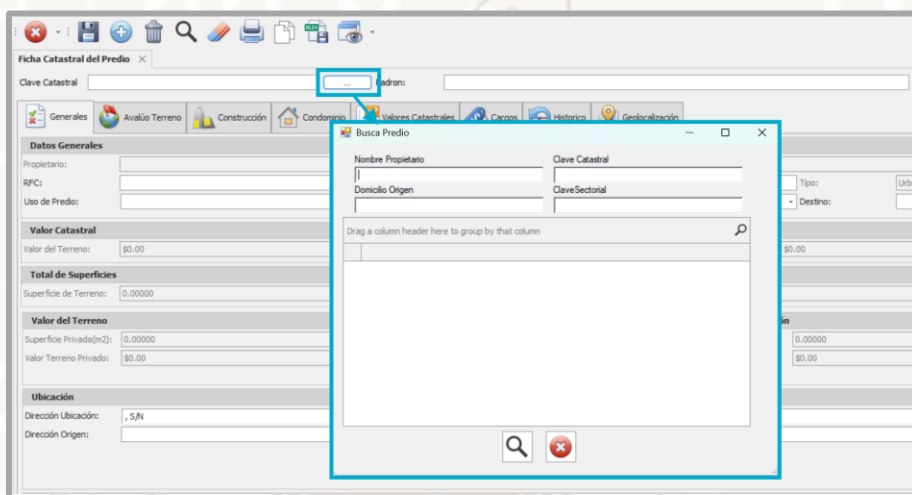 Ficha Catastral del Predio
Clave Catastral ... Padron:
Generales Avalúo Terreno Construcción Condominio Valores Catastrales Cargos Historico Geolocalización
Datos Generales
Propietario:
RFC: Tipo: Urb
Uso de Predio: Destino:
Valor Catastral
Valor del Terreno: $0.00 $0.00
Total de Superficies
Superficie de Terreno: 0.00000
Valor del Terreno
Superficie Privada(m2): 0.00000 0.00000
Valor Terreno Privado: $0.00 $0.00
Ubicación
Dirección Ubicación: , S/N
Dirección Origen:
Busca Predio
Nombre Propietario Clave Catastral
Domicilio Origen ClaveSectorial
Drag a column header here to group by that column